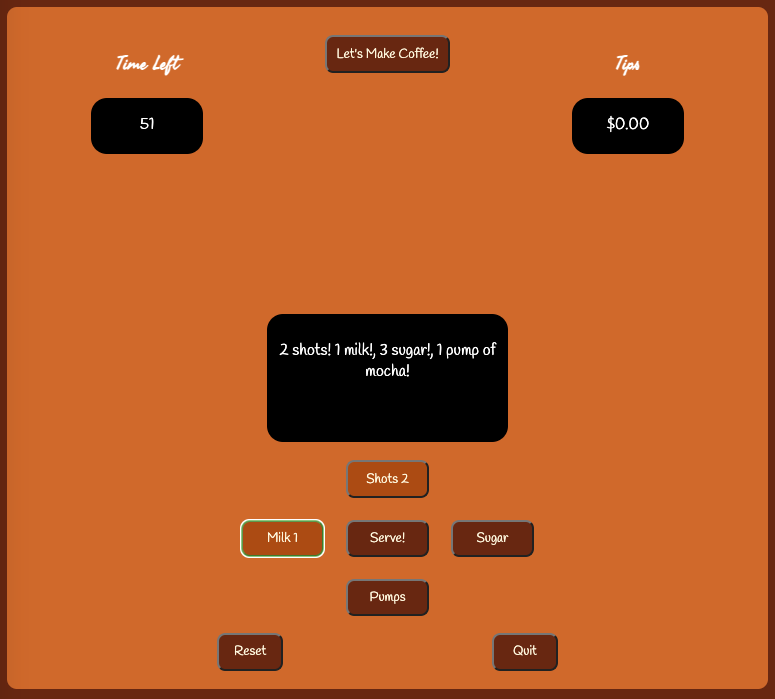 Let's Make Coffee!
Time Left
Tips
51
$0.00
2 shots! 1 milk!, 3 sugar!, 1 pump of
mocha!
Shots 2
Milk 1
Serve!
Sugar
Pumps
Reset
Quit